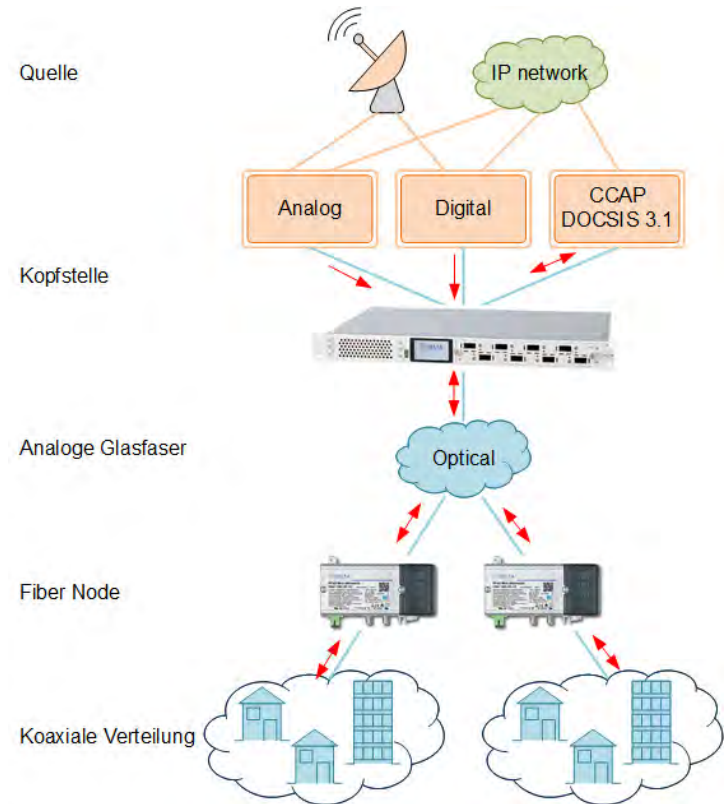 Quelle
IP network
Analog
Digital
CCAP
DOCSIS 3.1
Kopfstelle
Analoge Glasfaser
Optical
Fiber Node
Koaxiale Verteilung